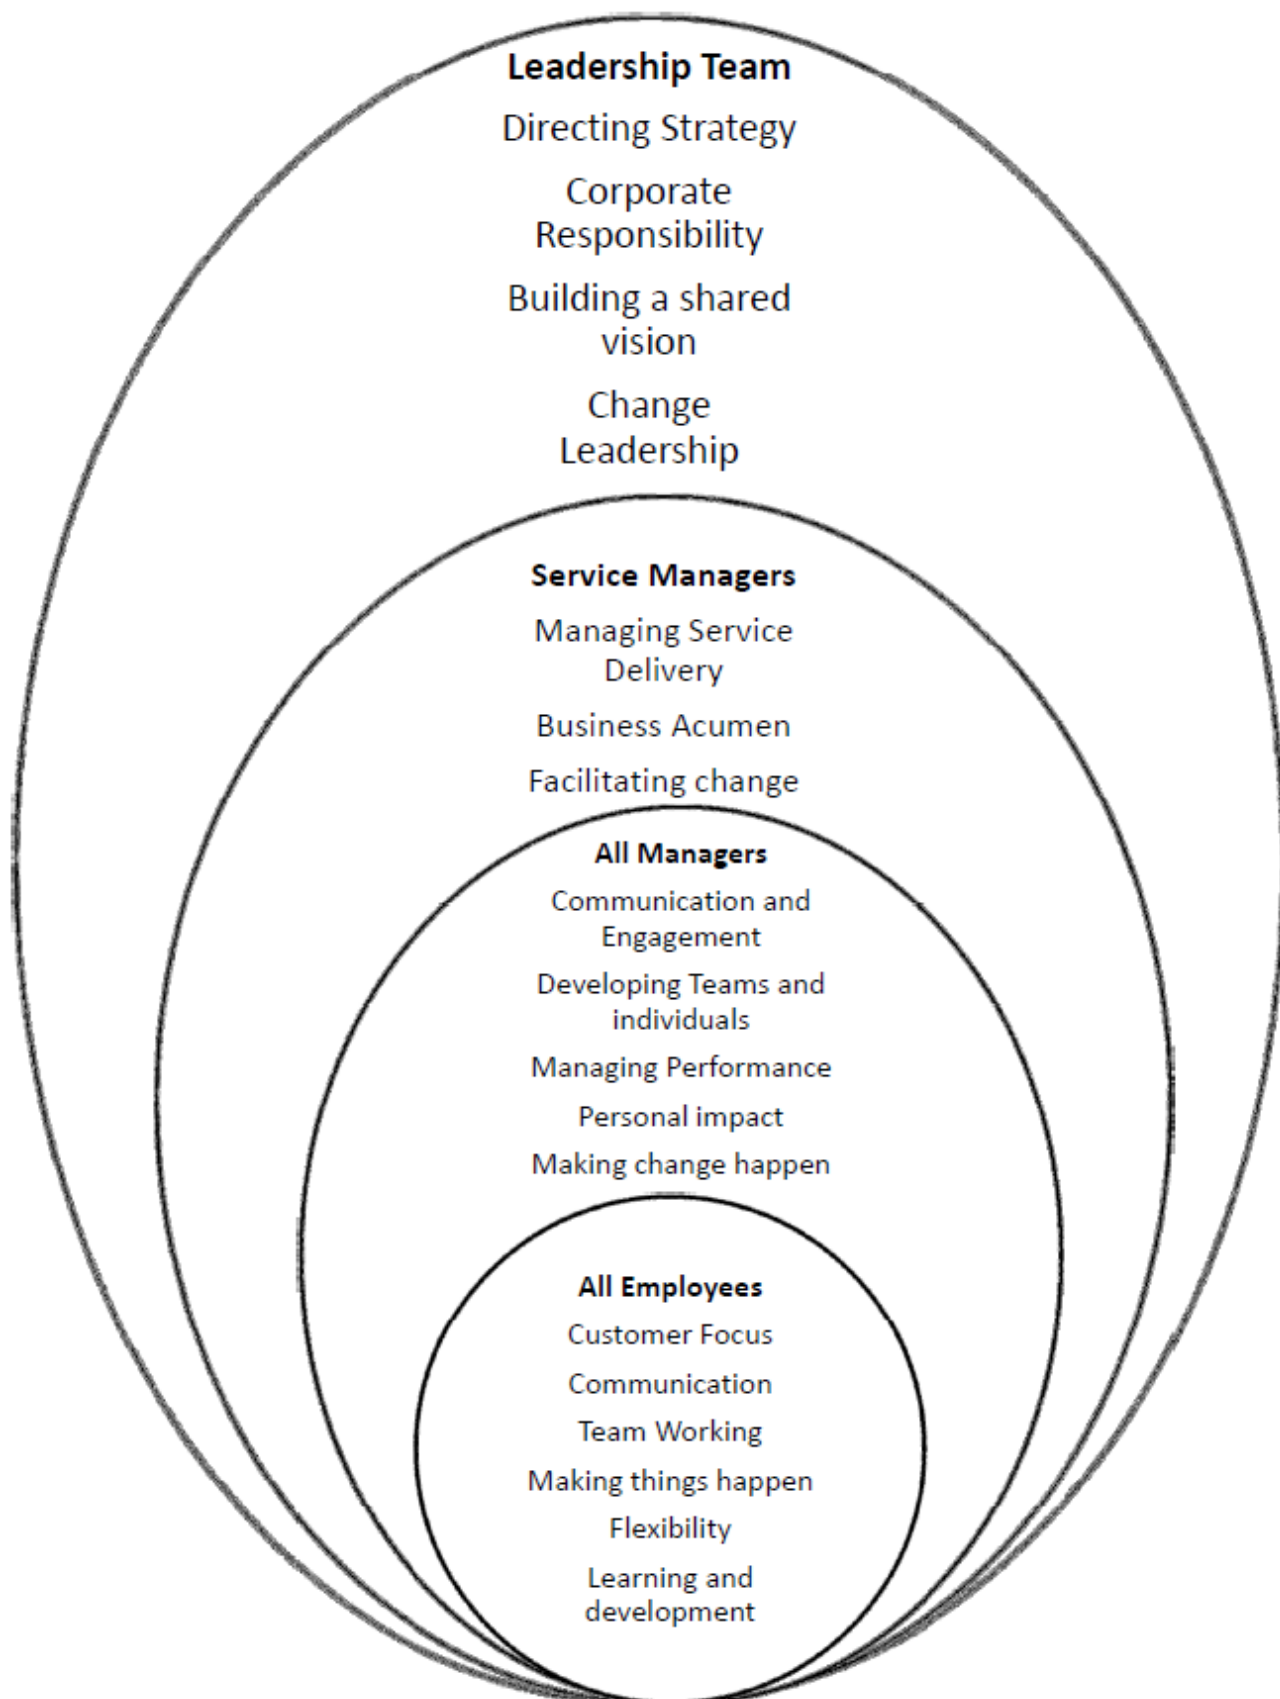 Leadership Team
Directing Strategy
Corporate
Responsibility
Building a shared
vision
Change
Leadership
Service Managers
Managing Service
Delivery
Business Acumen
Facilitating change
All Managers
Communication and
Engagement
Developing Teams and
individuals
Managing Performance
Personal impact
Making change happen
All Employees
Customer Focus
Communication
Team Working
Making things happen
Flexibility
Learning and
development